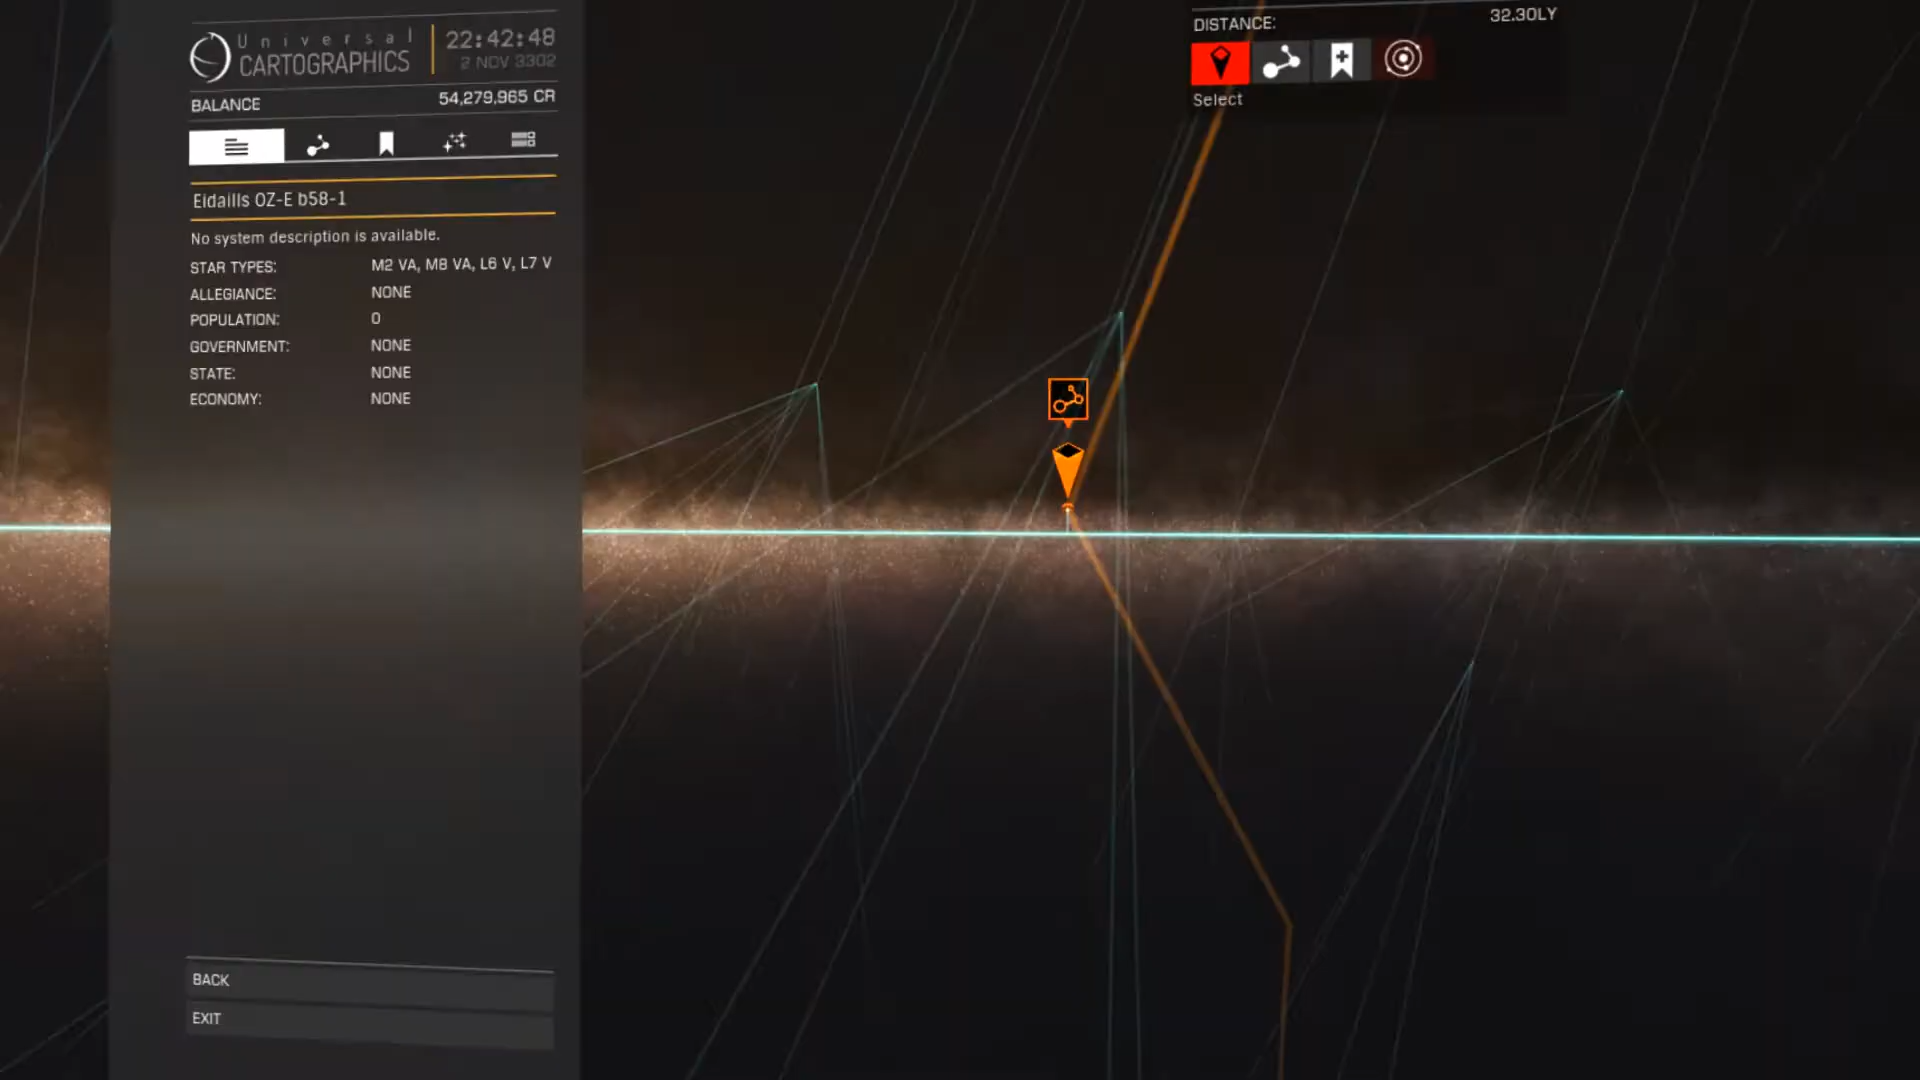 Universal
CARTOGRAPHICS
22:42:48
2 NOV 3302
BALANCE 54,279,965 CR
Eidaills OZ-E b58-1
No system description is available.
STAR TYPES: M2 VA, M8 VA, L6 V, L7 V
ALLEGIANCE: NONE
POPULATION: 0
GOVERNMENT: NONE
STATE: NONE
ECONOMY: NONE
BACK
EXIT
DISTANCE: 32.30LY
Select